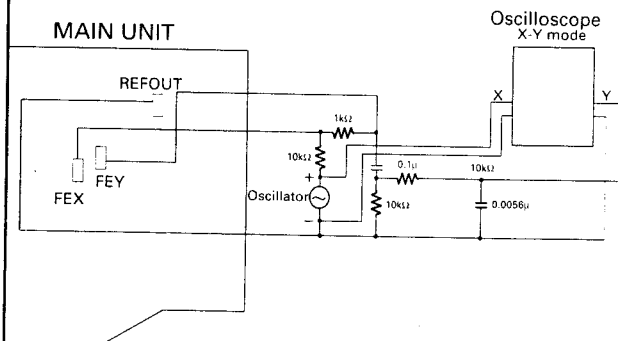 Oscilloscope
X-Y mode
MAIN UNIT
REFOUT
X
Y
1kΩ
10kΩ
0.1µ
10kΩ
FEY
FEX
+
Oscillator
10kΩ
0.0056µ
−